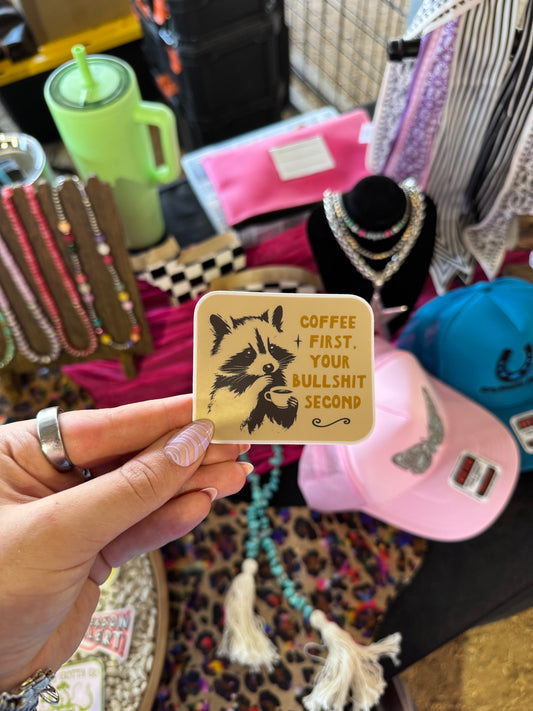 COFFEE
FIRST,
YOUR
BULLSHIT
SECOND